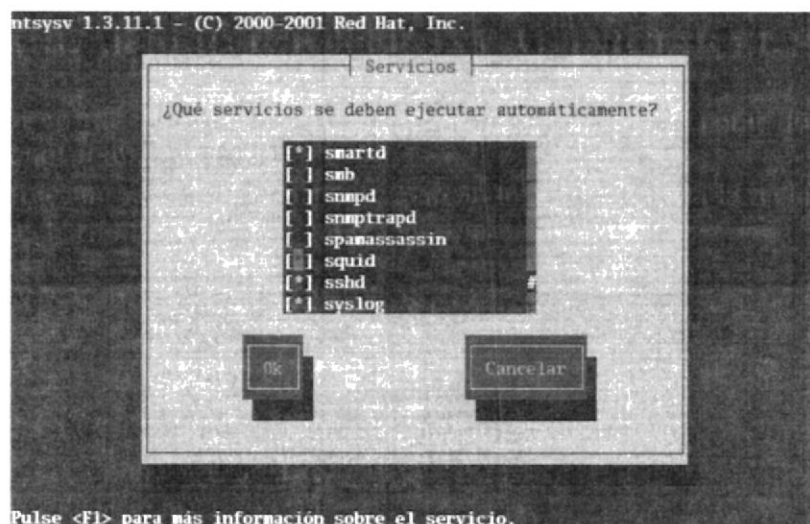 ntsysv 1.3.11.1 - (C) 2000-2001 Red Hat, Inc.
Servicios
¿Qué servicios se deben ejecutar automáticamente?
[*] smartd
[ ] smb
[ ] snmpd
[ ] snmptrapd
[ ] spamassassin
[*] squid
[*] sshd #
[*] syslog
Ok Cancelar
Pulse <F1> para más información sobre el servicio.